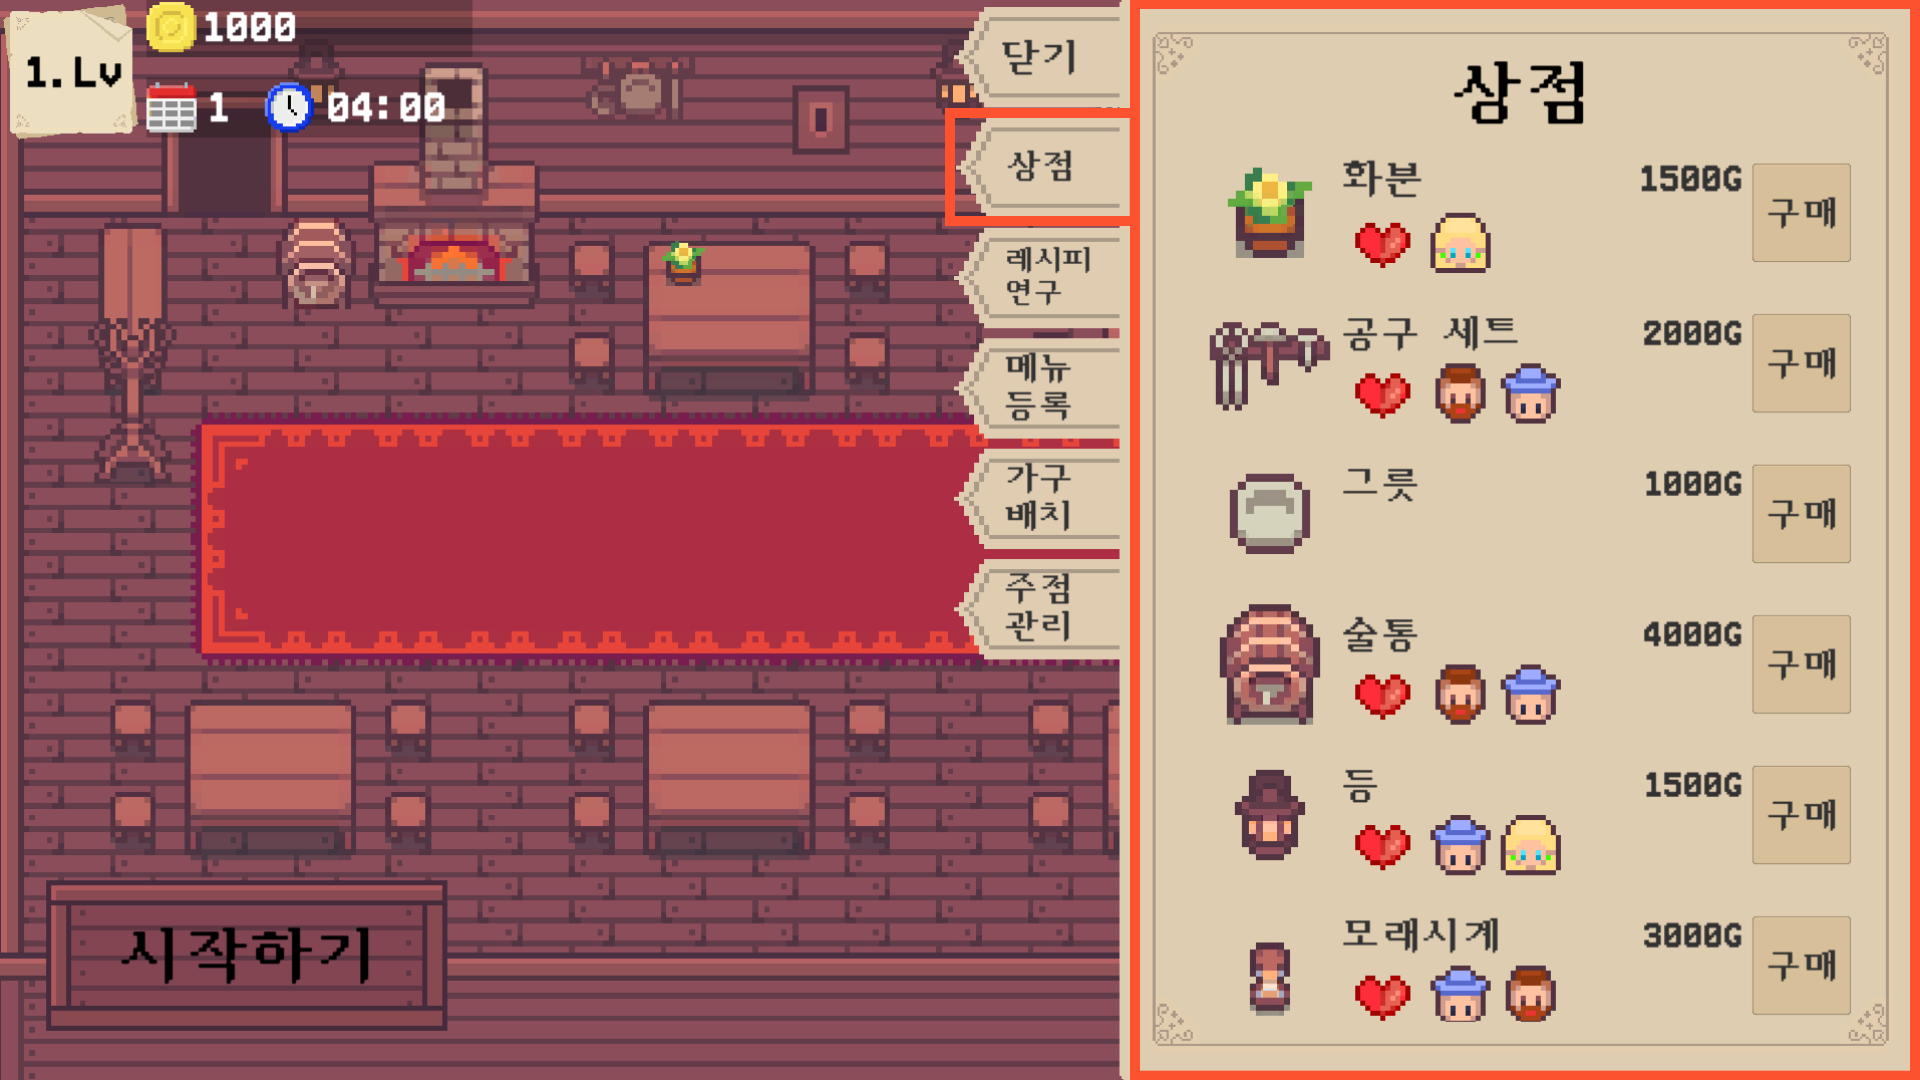 1.Lv
1000
1
04:00
닫기
상점
레시피
연구
메뉴
등록
가구
배치
주점
관리
시작하기
상점
화분
1500G
구매
공구 세트
2000G
구매
그릇
1000G
구매
술통
4000G
구매
등
1500G
구매
모래시계
3000G
구매